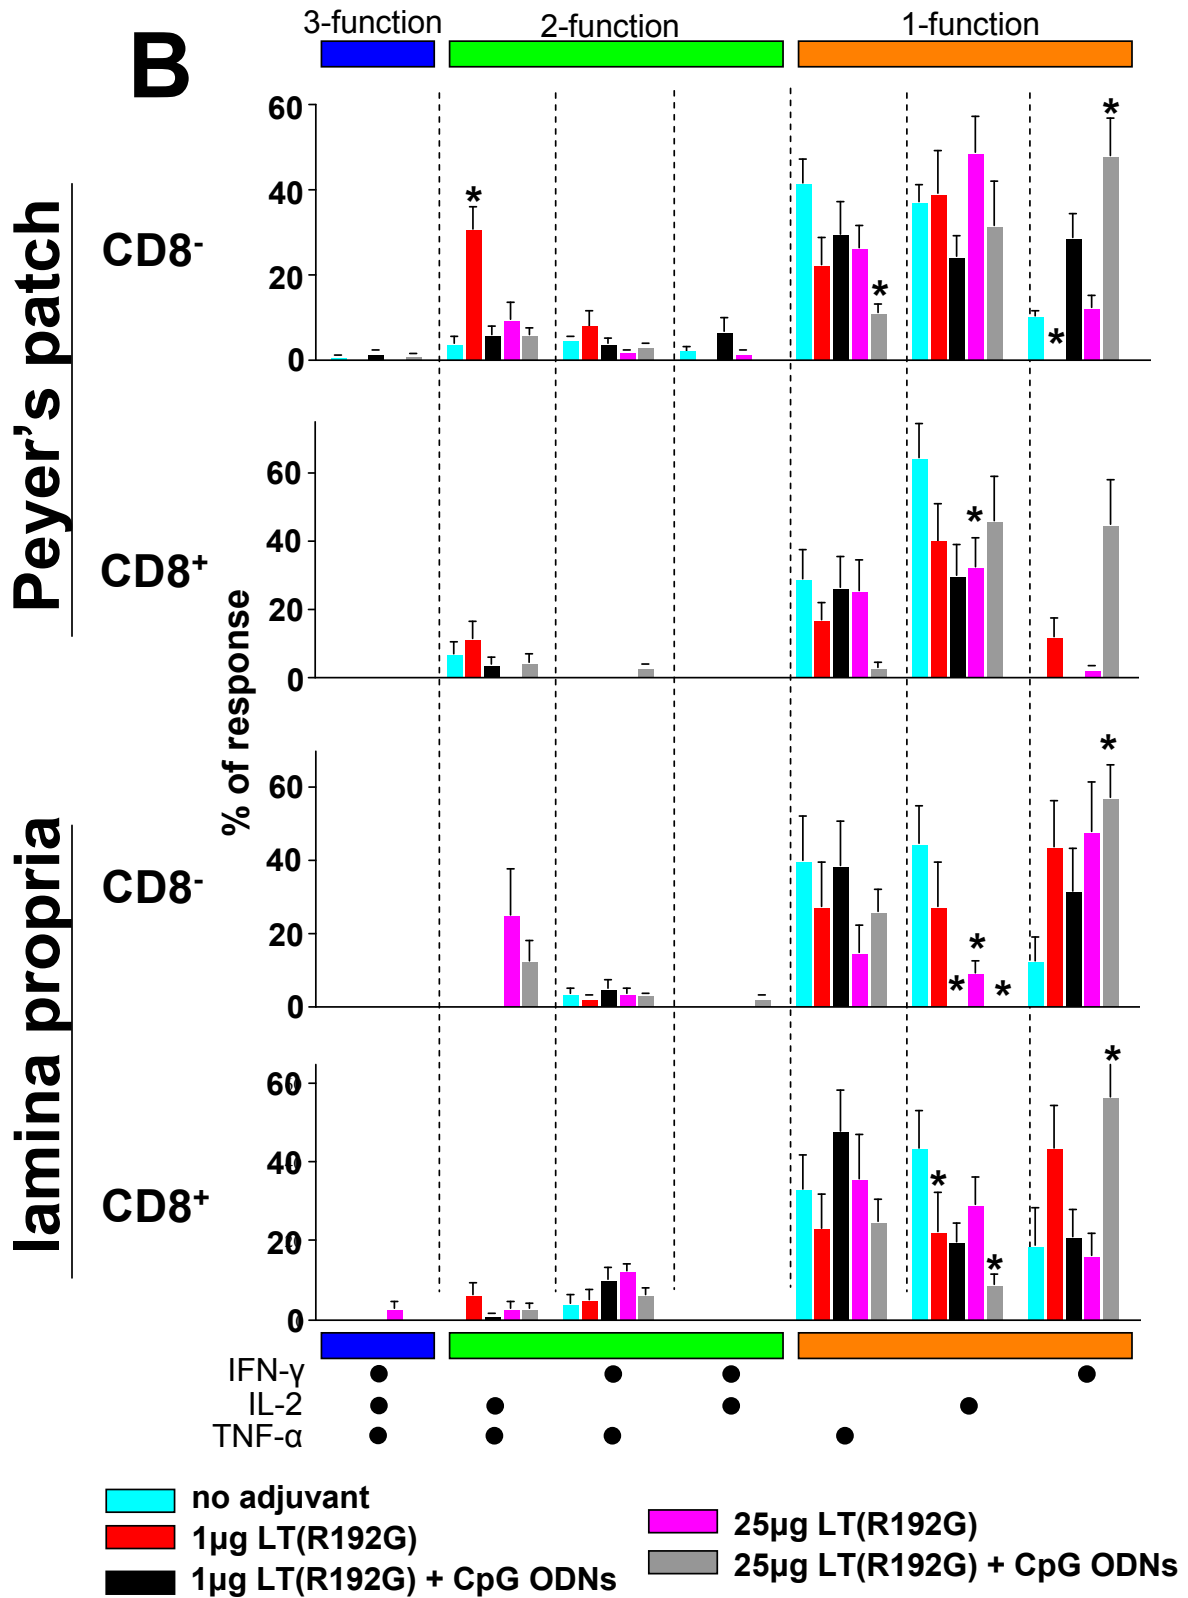 3-function 2-function 1-function
B
Peyer's patch
CD8-
60
40
20
0
*
*
*
*
CD8+
60
40
20
0
*
% of response
lamina propria
CD8-
60
40
20
0
*
*
*
*
CD8+
60
40
20
0
*
*
*
IFN-γ
IL-2
TNF-α
no adjuvant
1µg LT(R192G)
1µg LT(R192G) + CpG ODNs
25µg LT(R192G)
25µg LT(R192G) + CpG ODNs